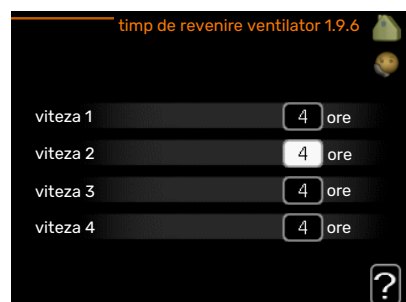 timp de revenire ventilator 1.9.6
viteza 1 4 ore
viteza 2 4 ore
viteza 3 4 ore
viteza 4 4 ore
?